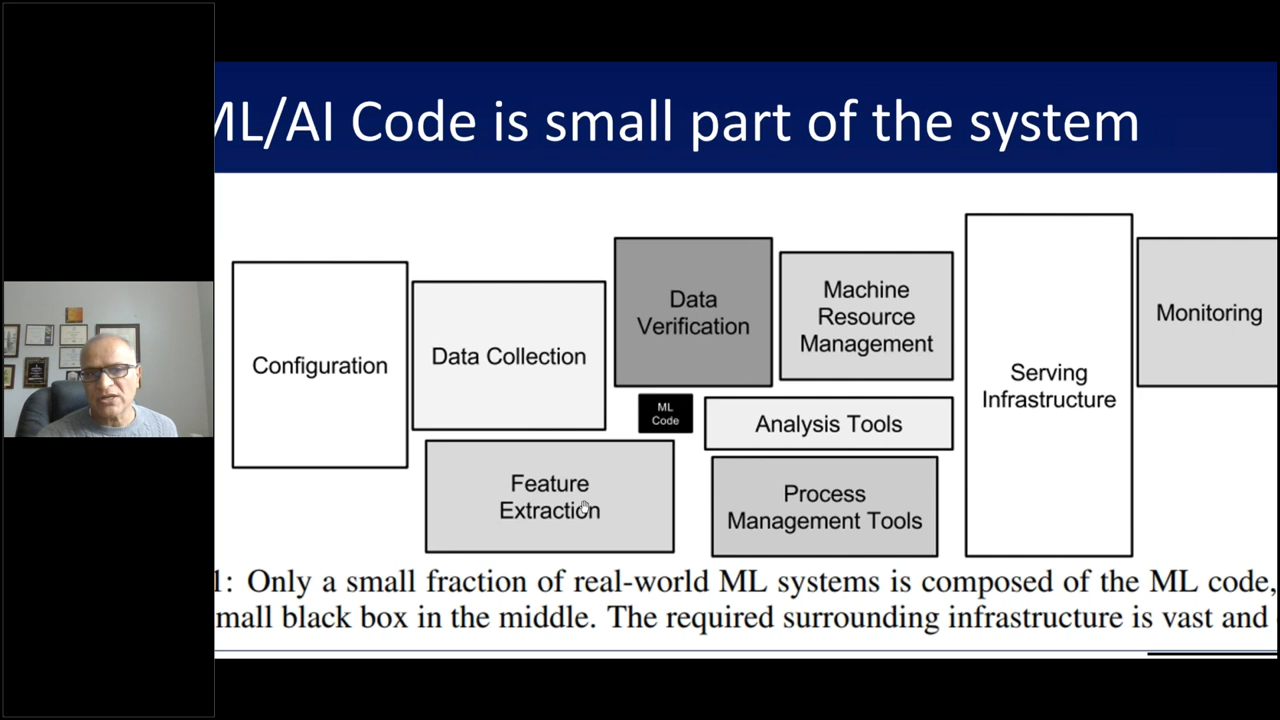 ML/AI Code is small part of the system
Configuration
Data Collection
Data
Verification
Machine
Resource
Management
Serving
Infrastructure
Monitoring
ML
Code
Analysis Tools
Feature
Extraction
Process
Management Tools
1: Only a small fraction of real-world ML systems is composed of the ML code,
mall black box in the middle. The required surrounding infrastructure is vast and